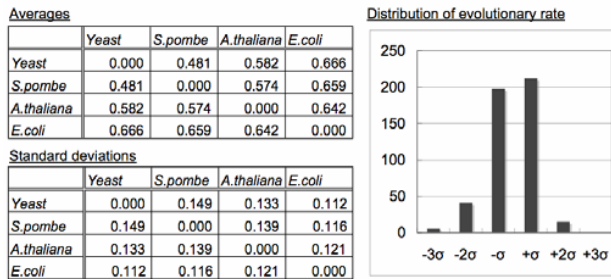 Averages
Yeast S.pombe A.thaliana E.coli
Yeast 0.000 0.481 0.582 0.666
S.pombe 0.481 0.000 0.574 0.659
A.thaliana 0.582 0.574 0.000 0.642
E.coli 0.666 0.659 0.642 0.000
Standard deviations
Yeast S.pombe A.thaliana E.coli
Yeast 0.000 0.149 0.133 0.112
S.pombe 0.149 0.000 0.139 0.116
A.thaliana 0.133 0.139 0.000 0.121
E.coli 0.112 0.116 0.121 0.000
Distribution of evolutionary rate
250
200
150
100
50
0
-3σ -2σ -σ +σ +2σ +3σ